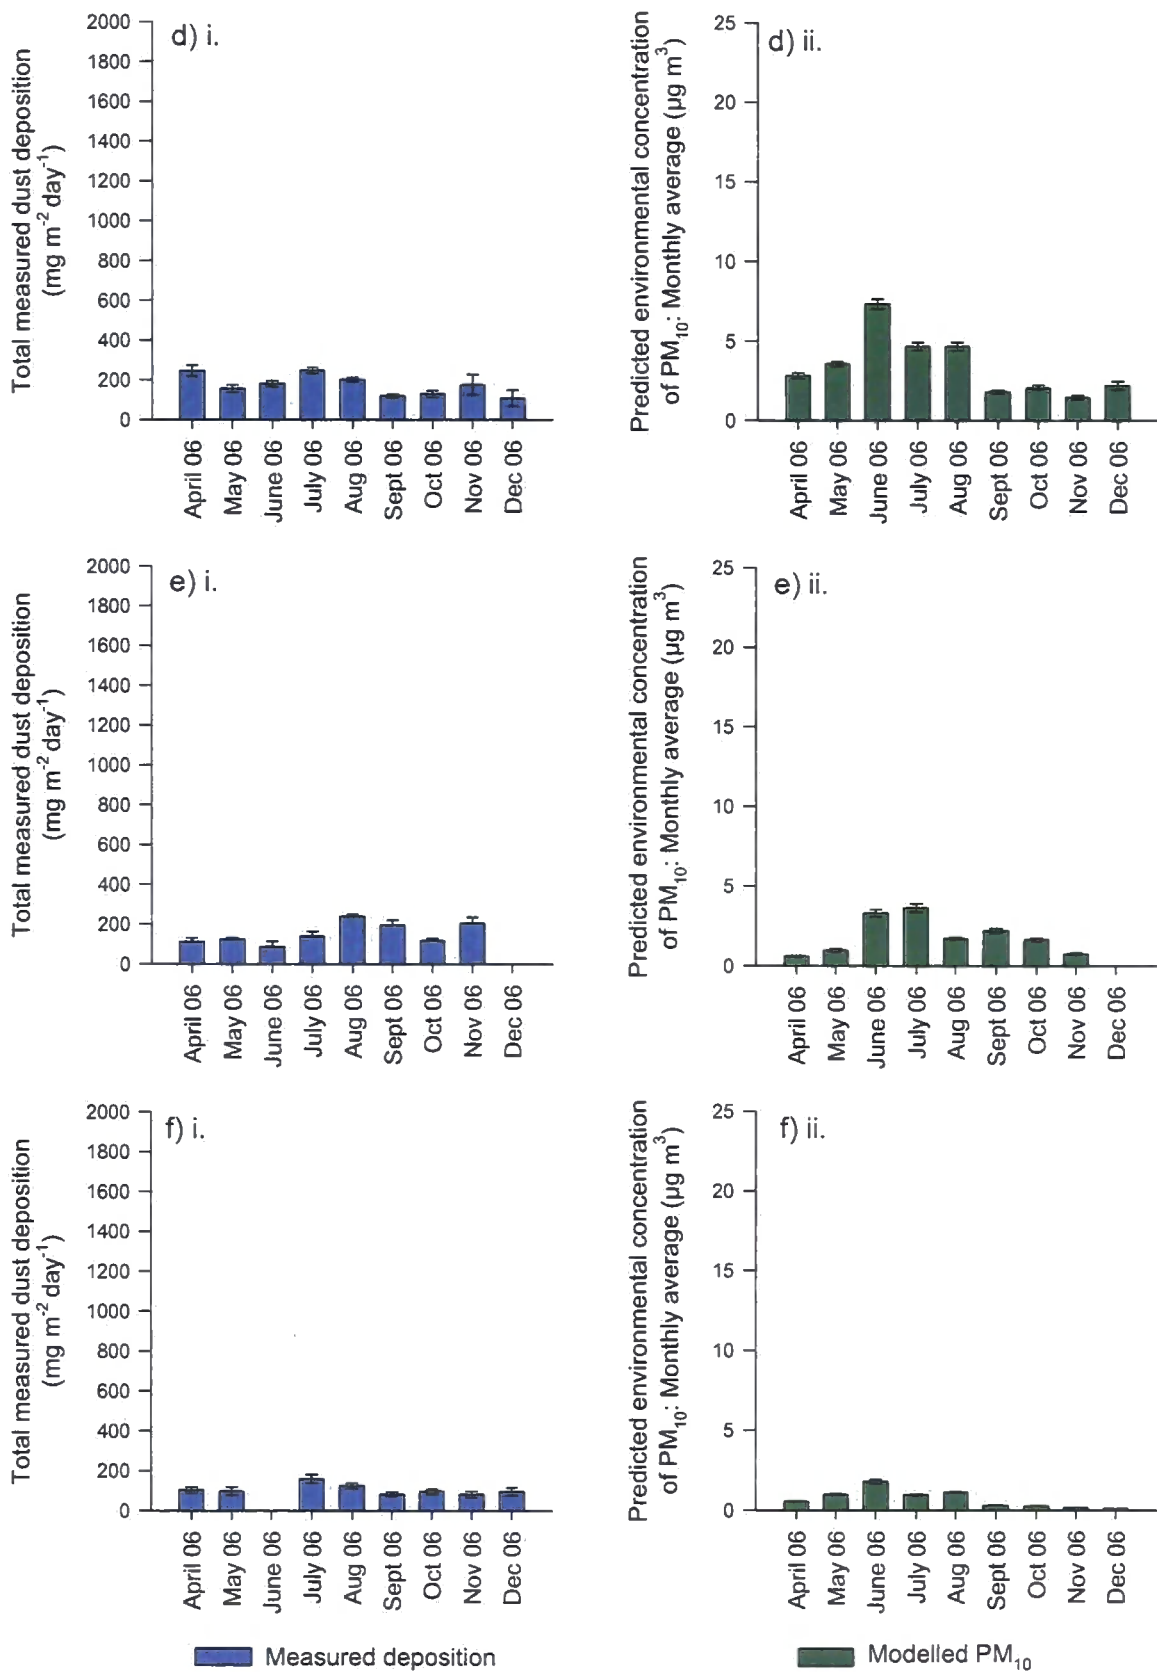 d) i.
Total measured dust deposition
(mg m⁻² day⁻¹)
2000
1800
1600
1400
1200
1000
800
600
400
200
0
April 06
May 06
June 06
July 06
Aug 06
Sept 06
Oct 06
Nov 06
Dec 06
d) ii.
Predicted environmental concentration
of PM₁₀: Monthly average (µg m³)
25
20
15
10
5
0
April 06
May 06
June 06
July 06
Aug 06
Sept 06
Oct 06
Nov 06
Dec 06
e) i.
Total measured dust deposition
(mg m⁻² day⁻¹)
2000
1800
1600
1400
1200
1000
800
600
400
200
0
April 06
May 06
June 06
July 06
Aug 06
Sept 06
Oct 06
Nov 06
Dec 06
e) ii.
Predicted environmental concentration
of PM₁₀: Monthly average (µg m³)
25
20
15
10
5
0
April 06
May 06
June 06
July 06
Aug 06
Sept 06
Oct 06
Nov 06
Dec 06
f) i.
Total measured dust deposition
(mg m⁻² day⁻¹)
2000
1800
1600
1400
1200
1000
800
600
400
200
0
April 06
May 06
June 06
July 06
Aug 06
Sept 06
Oct 06
Nov 06
Dec 06
f) ii.
Predicted environmental concentration
of PM₁₀: Monthly average (µg m³)
25
20
15
10
5
0
April 06
May 06
June 06
July 06
Aug 06
Sept 06
Oct 06
Nov 06
Dec 06
Measured deposition
Modelled PM₁₀